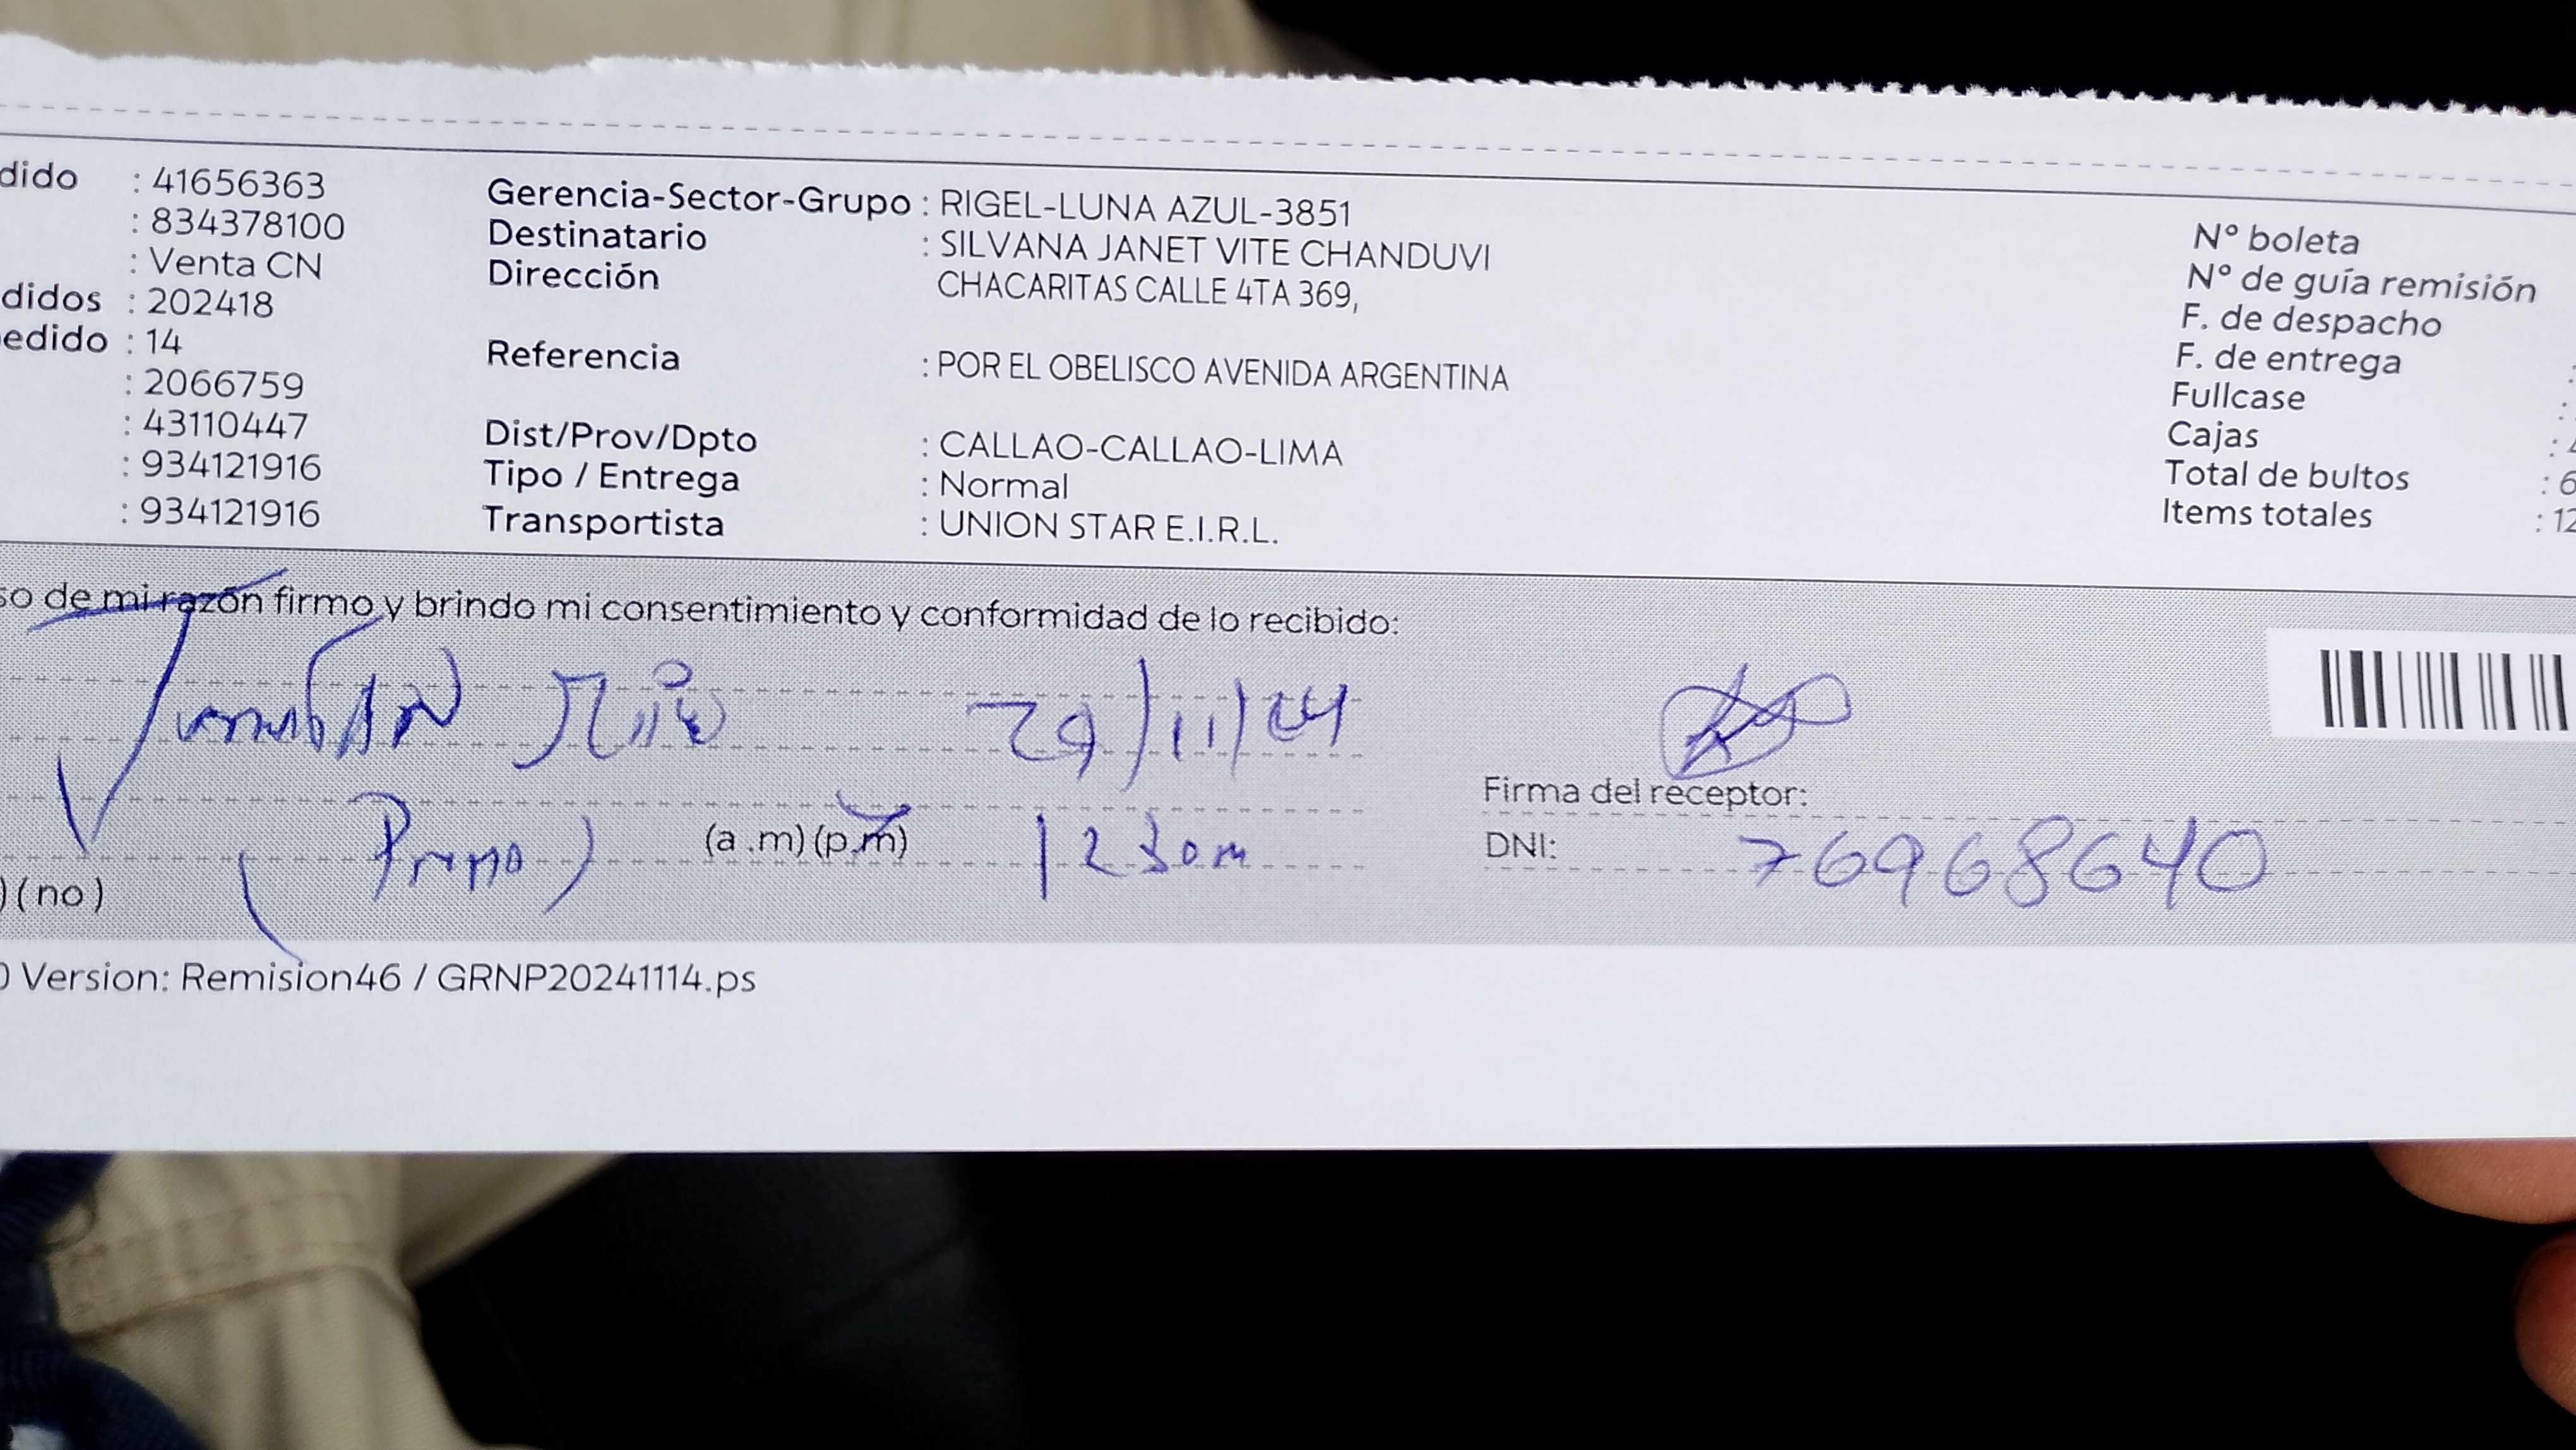 dido : 41656363
: 834378100
: Venta CN
didos : 202418
edido : 14
: 2066759
: 43110447
: 934121916
: 934121916
Gerencia-Sector-Grupo : RIGEL-LUNA AZUL-3851
Destinatario : SILVANA JANET VITE CHANDUVI
Dirección CHACARITAS CALLE 4TA 369,
Referencia : POR EL OBELISCO AVENIDA ARGENTINA
Dist/Prov/Dpto : CALLAO-CALLAO-LIMA
Tipo / Entrega : Normal
Transportista : UNION STAR E.I.R.L.
N° boleta
N° de guía remisión
F. de despacho
F. de entrega :
Fullcase :
Cajas : 4
Total de bultos : 6
Items totales : 12
so de mi razón firmo y brindo mi consentimiento y conformidad de lo recibido:
29/11/24
Firma del receptor:
(Primo) (a.m) (p.m) 1230m
DNI: 76968640
) (no)
) Version: Remision46 / GRNP20241114.ps